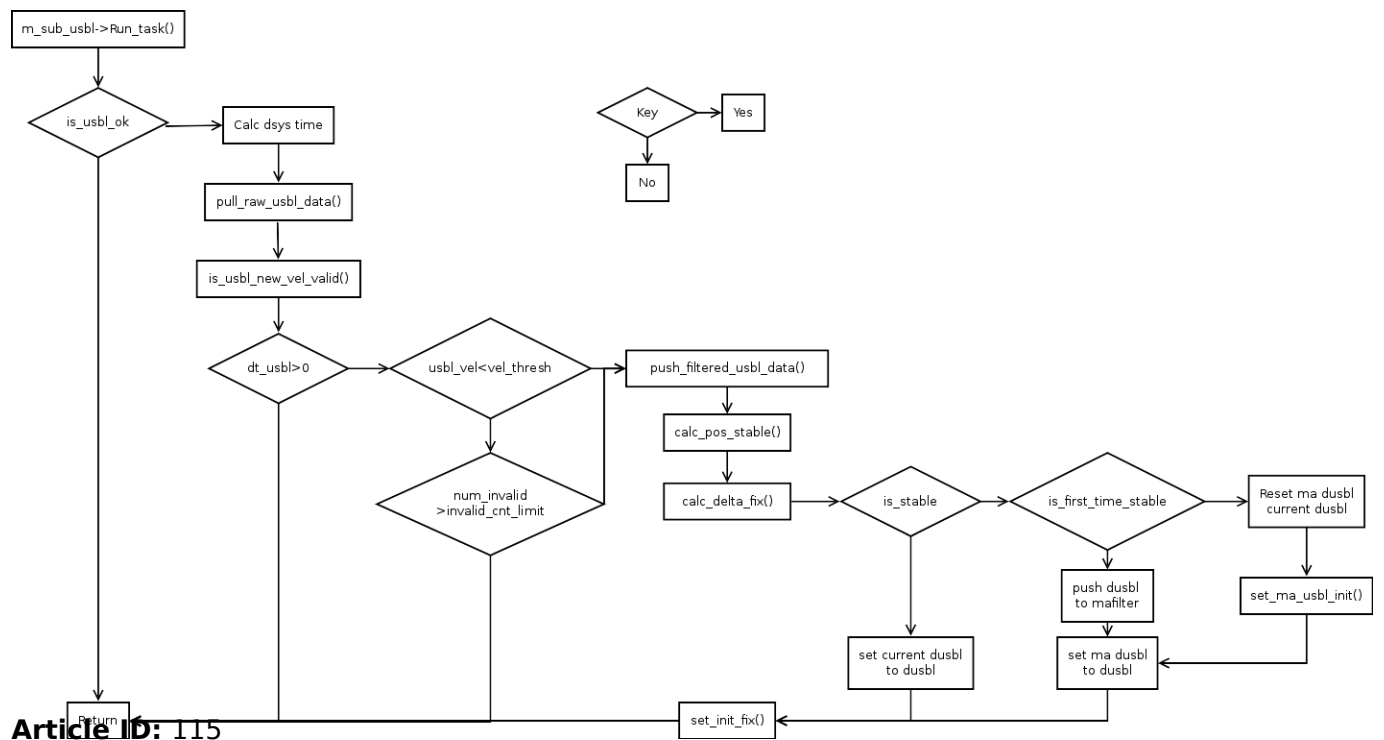 m_sub_usbl->Run_task()
is_usbl_ok
Calc dsys time
Key
Yes
No
pull_raw_usbl_data()
is_usbl_new_vel_valid()
dt_usbl>0
usbl_vel<vel_thresh
push_filtered_usbl_data()
calc_pos_stable()
num_invalid
>invalid_cnt_limit
calc_delta_fix()
is_stable
is_first_time_stable
Reset ma dusbl
current dusbl
push dusbl
to mafilter
set_ma_usbl_init()
set current dusbl
to dusbl
set ma dusbl
to dusbl
Return
set_init_fix()
Article ID: 115